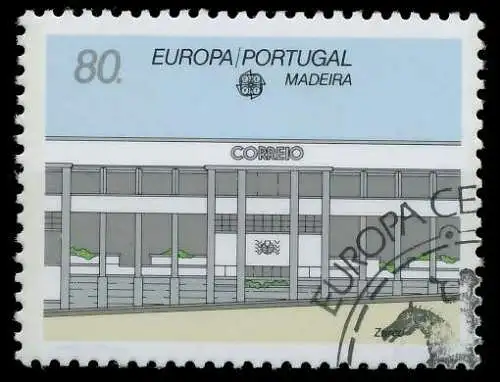 80.
EUROPA/PORTUGAL
MADEIRA
CORREIO
EUROPA CE